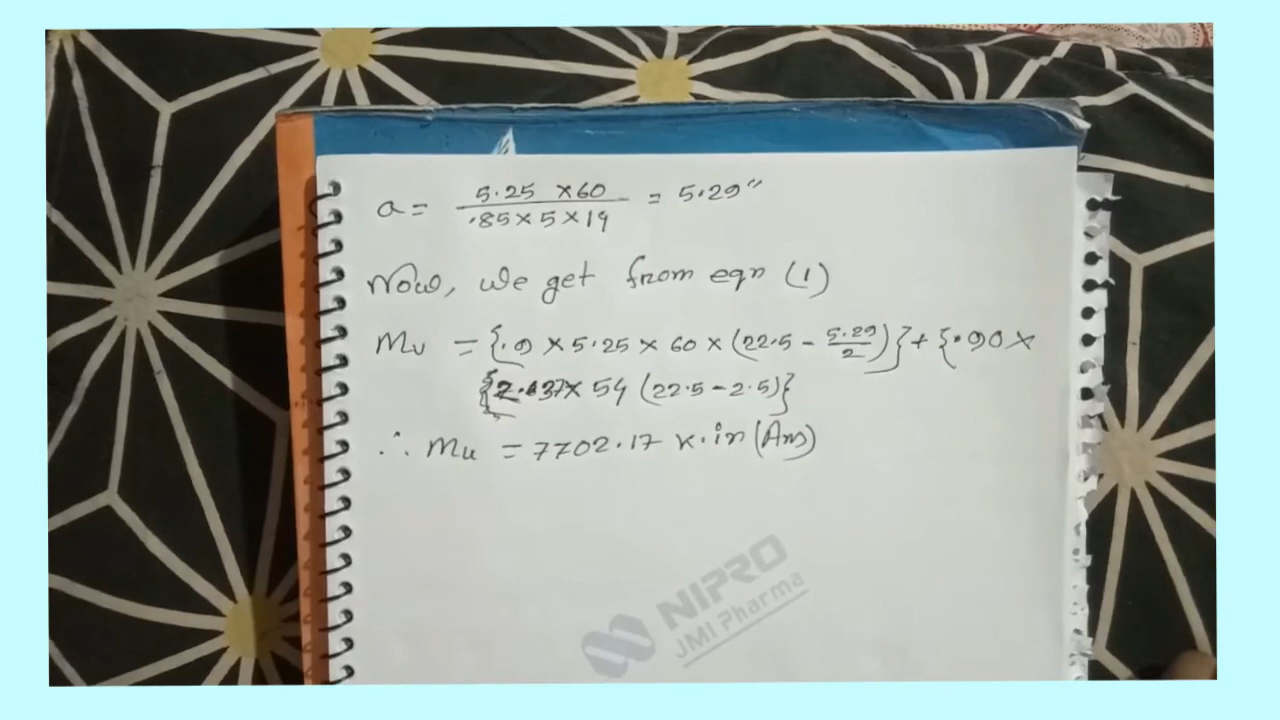 a = 5.25 × 60 / .85 × 5 × 14 = 5.29"
Now, we get from eqn (1)
Mu = {.9 × 5.25 × 60 × (22.5 - 5.29/2)} + {.90 ×
54 (22.5 - 2.5)}
∴ Mu = 7702.17 k.in (Ans)
NIPRO
JMI Pharma